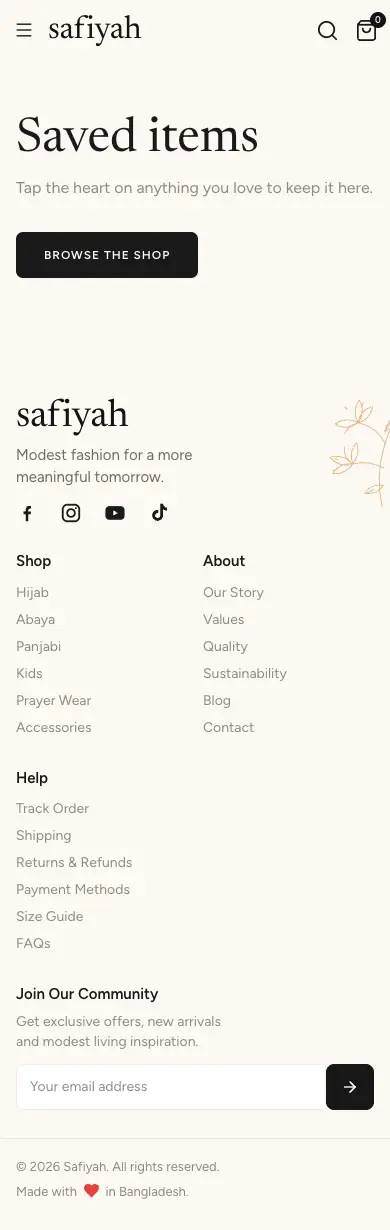 safiyah
0
Saved items
Tap the heart on anything you love to keep it here.
BROWSE THE SHOP
safiyah
Modest fashion for a more
meaningful tomorrow.
Shop
Hijab
Abaya
Panjabi
Kids
Prayer Wear
Accessories
About
Our Story
Values
Quality
Sustainability
Blog
Contact
Help
Track Order
Shipping
Returns & Refunds
Payment Methods
Size Guide
FAQs
Join Our Community
Get exclusive offers, new arrivals
and modest living inspiration.
Your email address
© 2026 Safiyah. All rights reserved.
Made with ❤️ in Bangladesh.